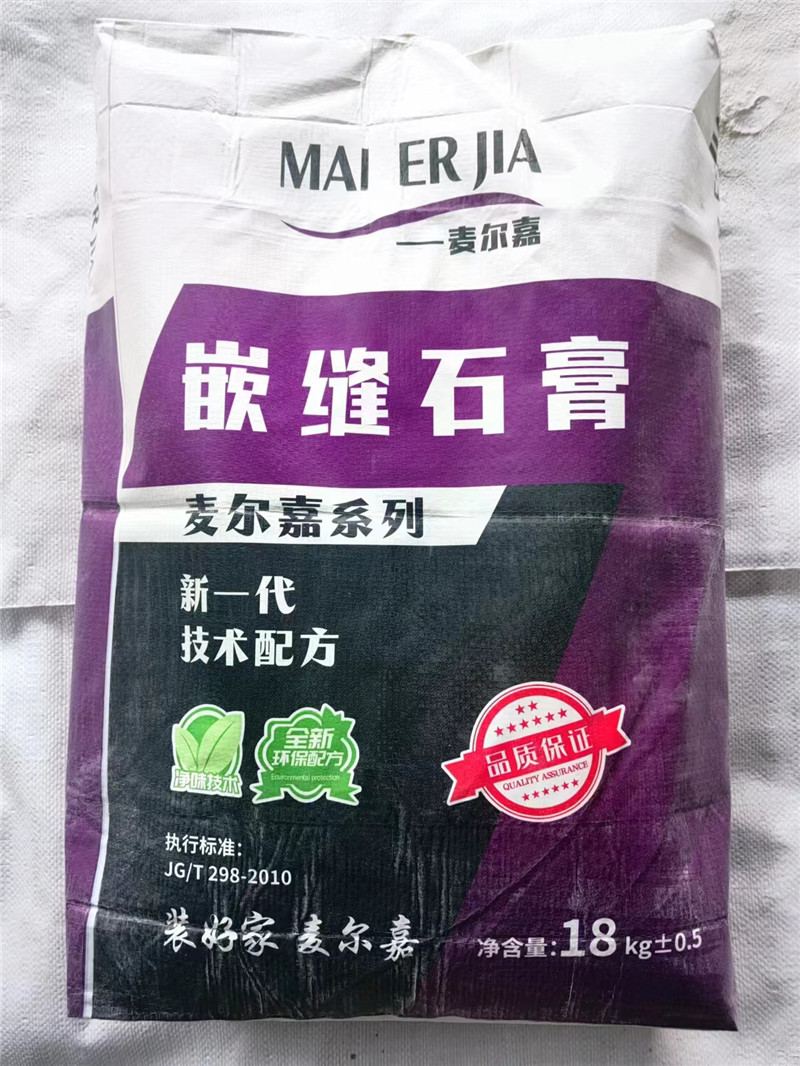 MAI ER JIA
——麦尔嘉
嵌缝石膏
麦尔嘉系列
新一代
技术配方
净味技术
全新
环保配方
Environmental protection
品质保证
QUALITY ASSURANCE
执行标准:
JG/T 298-2010
装好家 麦尔嘉
净含量:18kg±0.5